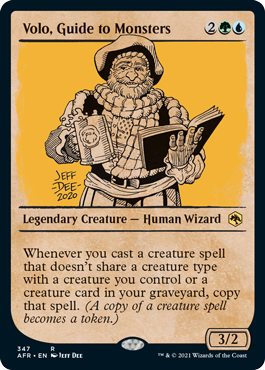 Volo, Guide to Monsters 2
JEFF
-DEE-
2020
Legendary Creature — Human Wizard
Whenever you cast a creature spell
that doesn't share a creature type
with a creature you control or a
creature card in your graveyard, copy
that spell. (A copy of a creature spell
becomes a token.)
3/2
347 R
AFR • EN Jeff Dee ™ & © 2021 Wizards of the Coast